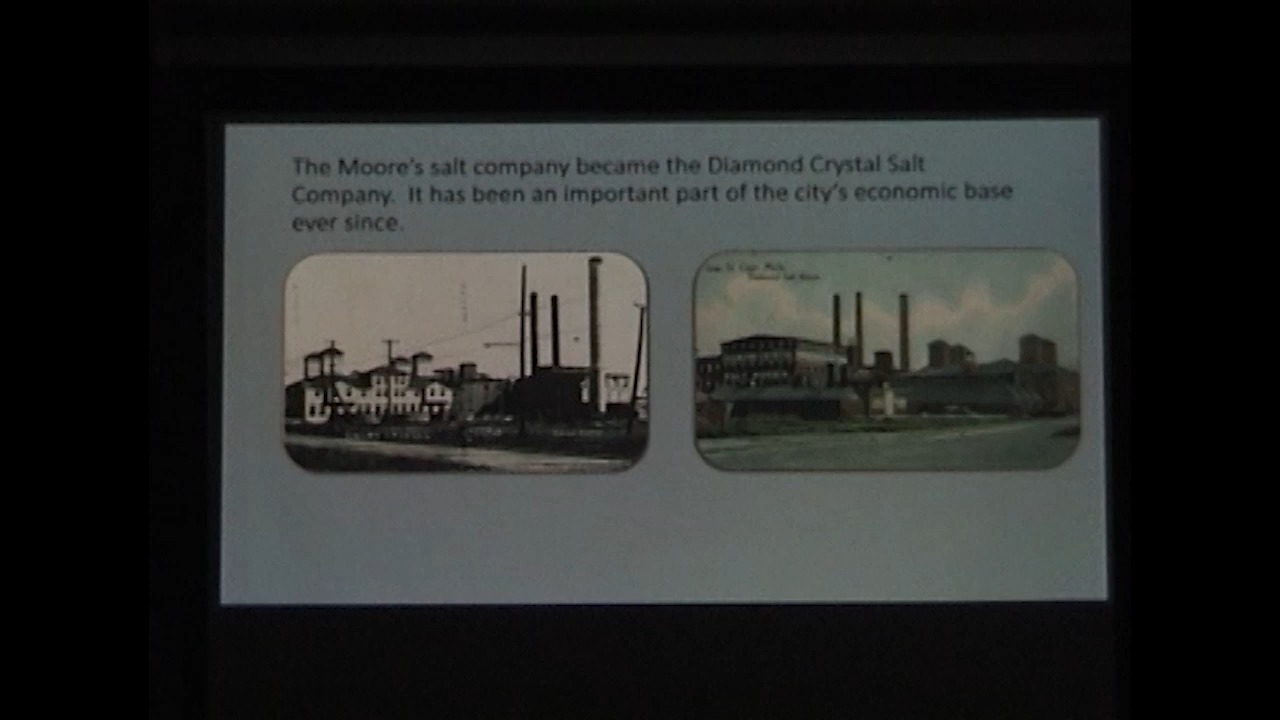 The Moore's salt company became the Diamond Crystal Salt
Company.  It has been an important part of the city's economic base
ever since.